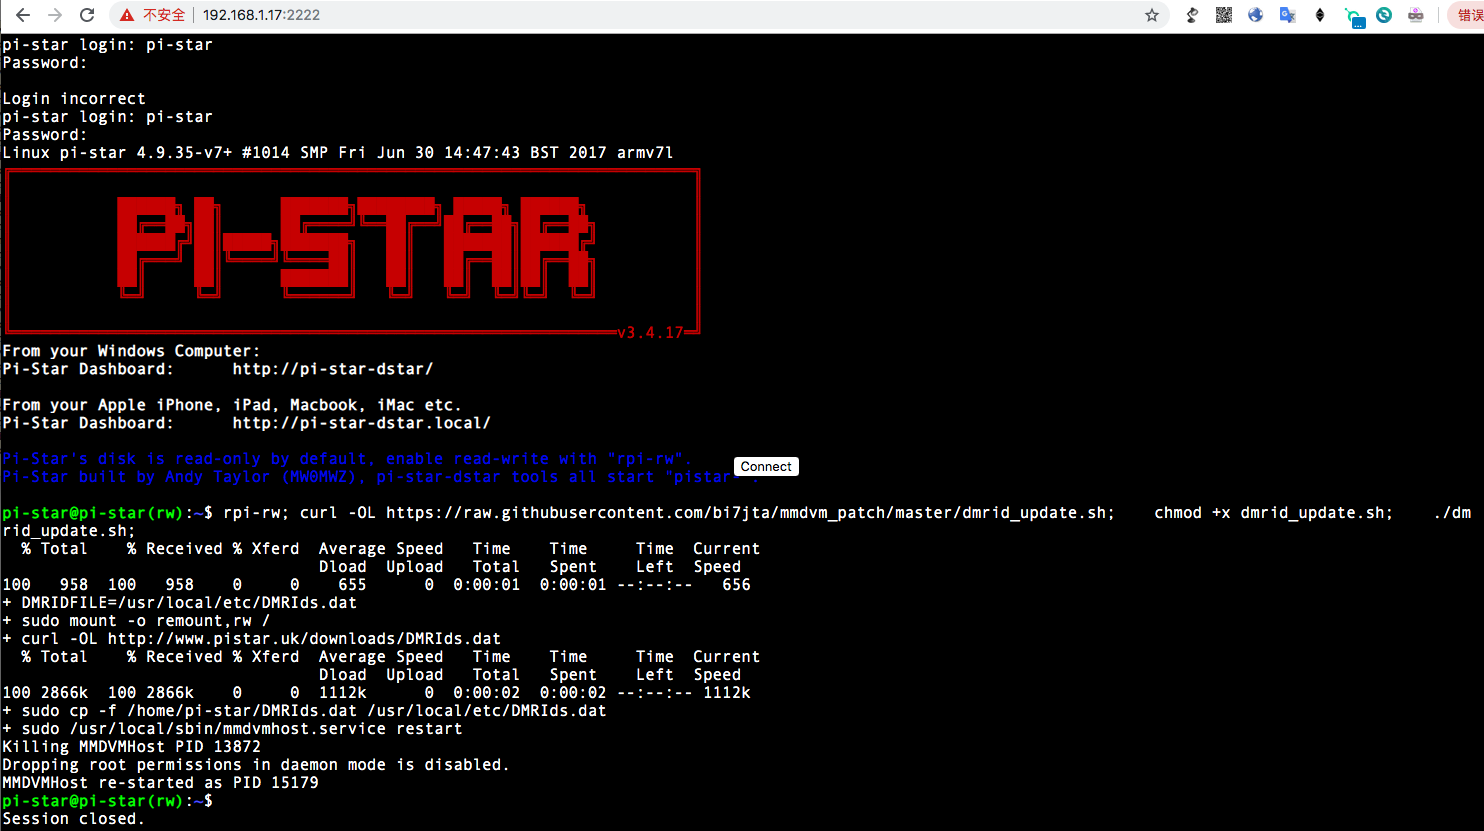 不安全 192.168.1.17:2222 错误
pi-star login: pi-star
Password:
Login incorrect
pi-star login: pi-star
Password:
Linux pi-star 4.9.35-v7+ #1014 SMP Fri Jun 30 14:47:43 BST 2017 armv7l
PI-STAR
v3.4.17
From your Windows Computer:
Pi-Star Dashboard:      http://pi-star-dstar/
From your Apple iPhone, iPad, Macbook, iMac etc.
Pi-Star Dashboard:      http://pi-star-dstar.local/
Pi-Star's disk is read-only by default, enable read-write with "rpi-rw".
Connect
Pi-Star built by Andy Taylor (MW0MWZ), pi-star-dstar tools all start "pistar-".
pi-star@pi-star(rw):~$ rpi-rw; curl -OL https://raw.githubusercontent.com/bi7jta/mmdvm_patch/master/dmrid_update.sh;    chmod +x dmrid_update.sh;    ./dm
rid_update.sh;
  % Total    % Received % Xferd  Average Speed   Time    Time     Time  Current
                                 Dload  Upload   Total   Spent    Left  Speed
100   958  100   958    0     0    655      0  0:00:01  0:00:01 --:--:--   656
+ DMRIDFILE=/usr/local/etc/DMRIds.dat
+ sudo mount -o remount,rw /
+ curl -OL http://www.pistar.uk/downloads/DMRIds.dat
  % Total    % Received % Xferd  Average Speed   Time    Time     Time  Current
                                 Dload  Upload   Total   Spent    Left  Speed
100 2866k  100 2866k    0     0  1112k      0  0:00:02  0:00:02 --:--:-- 1112k
+ sudo cp -f /home/pi-star/DMRIds.dat /usr/local/etc/DMRIds.dat
+ sudo /usr/local/sbin/mmdvmhost.service restart
Killing MMDVMHost PID 13872
Dropping root permissions in daemon mode is disabled.
MMDVMHost re-started as PID 15179
pi-star@pi-star(rw):~$
Session closed.